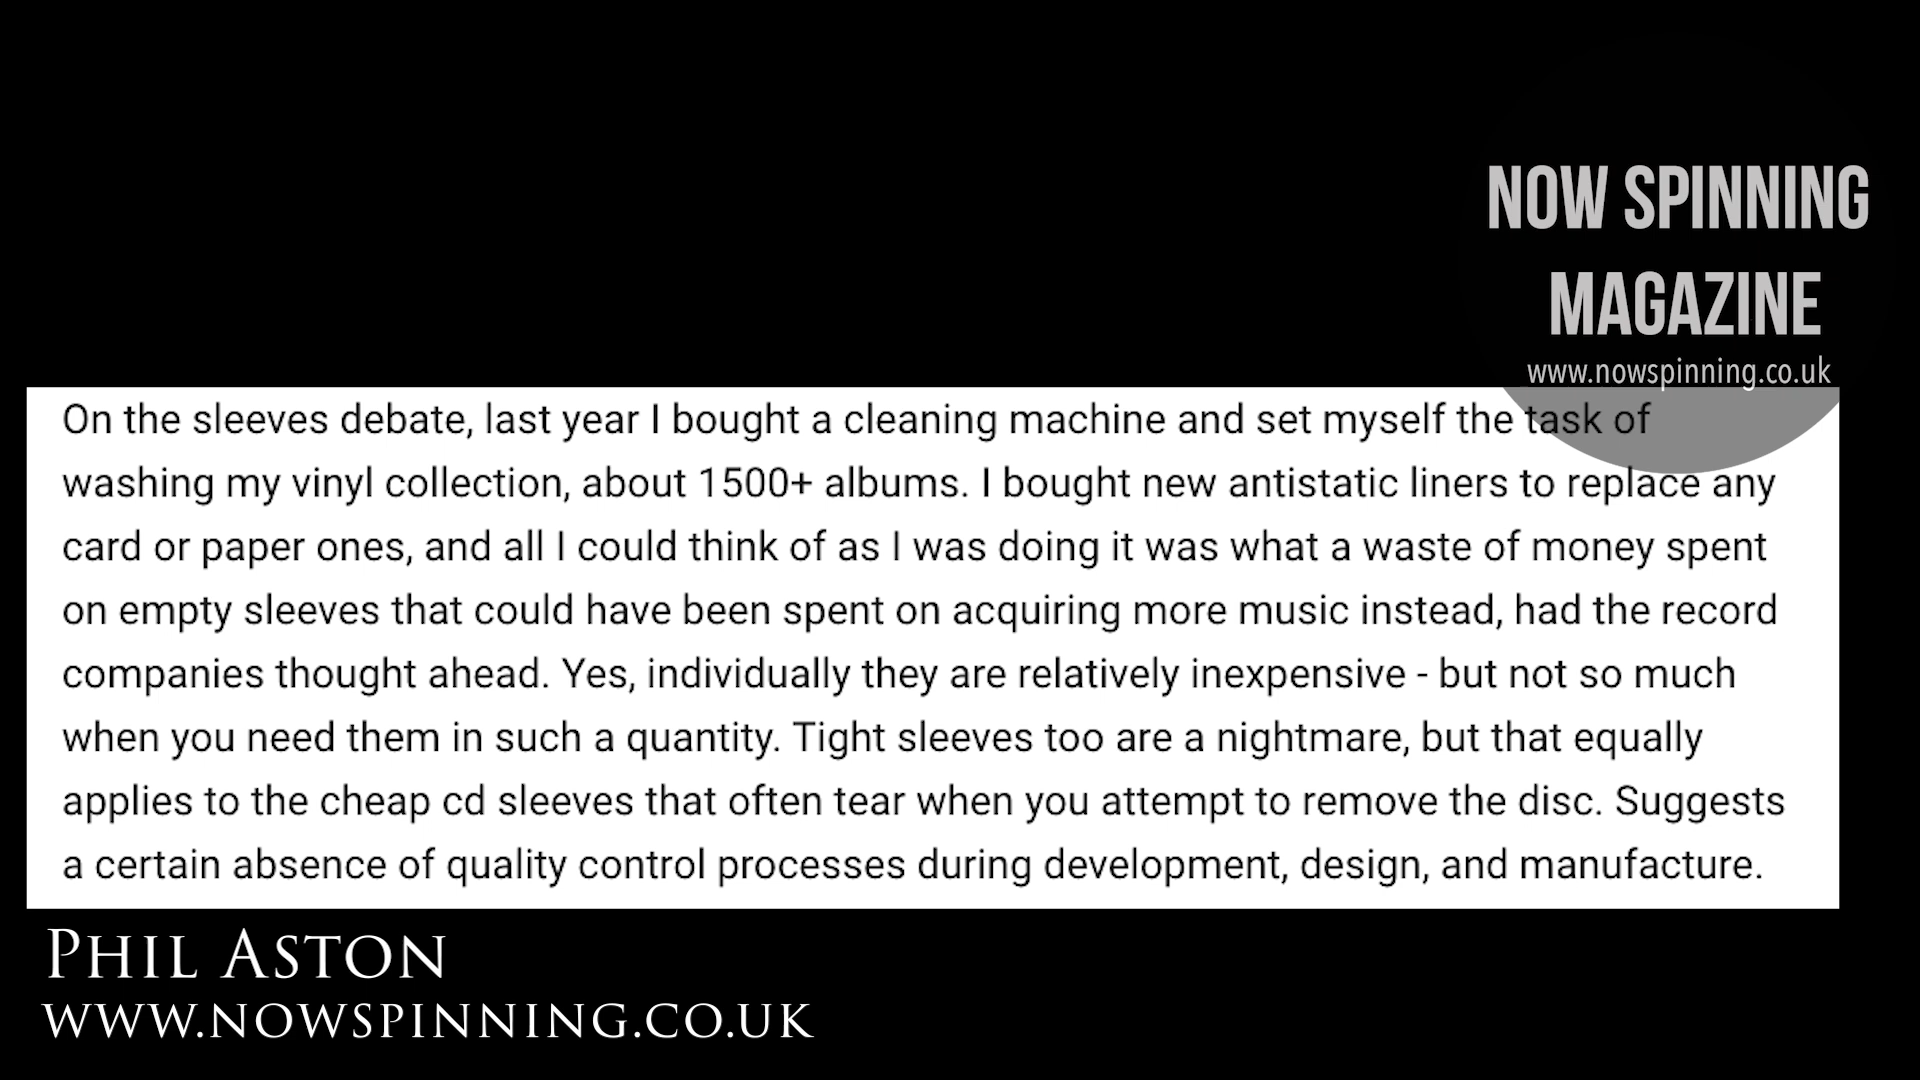 NOW SPINNING
MAGAZINE
www.nowspinning.co.uk
On the sleeves debate, last year I bought a cleaning machine and set myself the task of
washing my vinyl collection, about 1500+ albums. I bought new antistatic liners to replace any
card or paper ones, and all I could think of as I was doing it was what a waste of money spent
on empty sleeves that could have been spent on acquiring more music instead, had the record
companies thought ahead. Yes, individually they are relatively inexpensive - but not so much
when you need them in such a quantity. Tight sleeves too are a nightmare, but that equally
applies to the cheap cd sleeves that often tear when you attempt to remove the disc. Suggests
a certain absence of quality control processes during development, design, and manufacture.
PHIL ASTON
WWW.NOWSPINNING.CO.UK